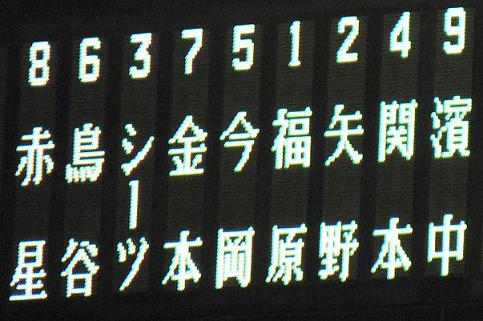 8 6 3 7 5 1 2 4 9
赤星
鳥谷
シーツ
金本
今岡
福原
矢野
関本
濱中